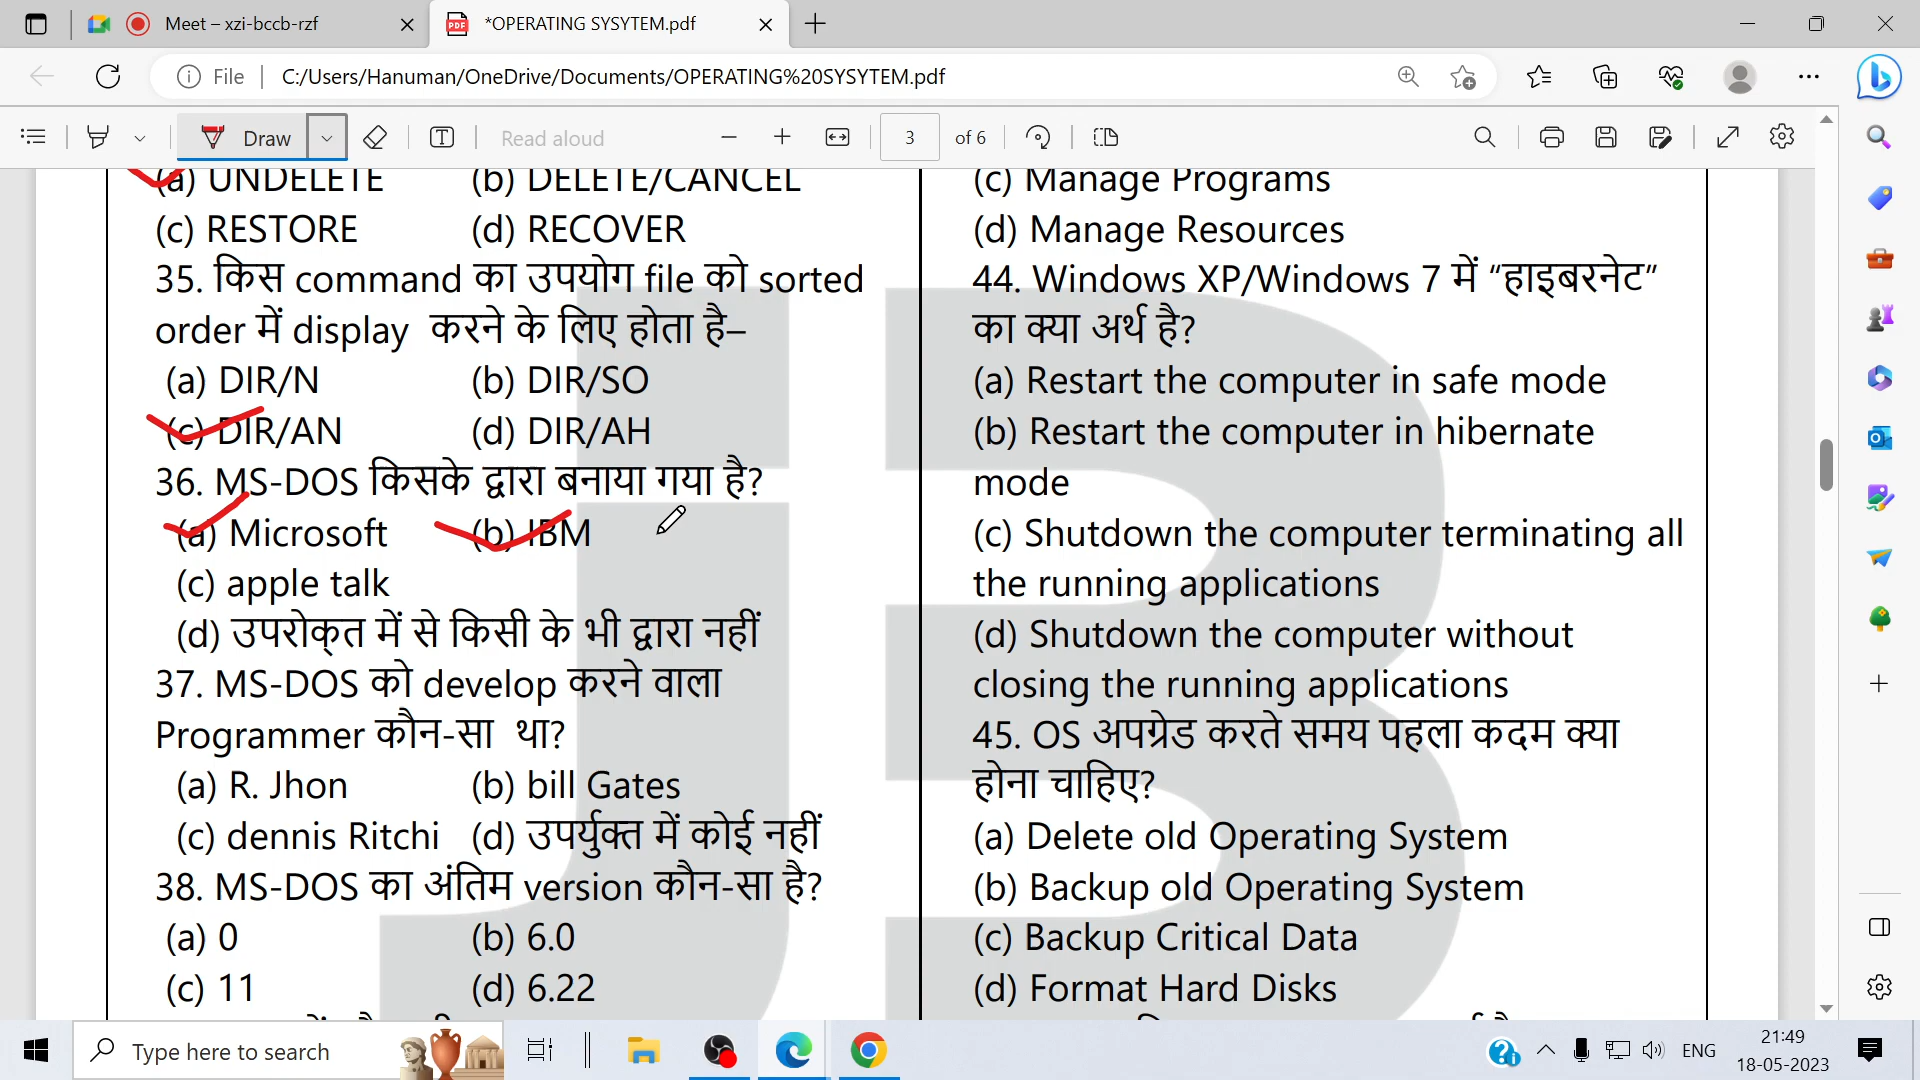 Meet – xzi-bccb-rzf
*OPERATING SYSYTEM.pdf
File
C:/Users/Hanuman/OneDrive/Documents/OPERATING%20SYSYTEM.pdf
Draw
Read aloud
3 of 6
(a) UNDELETE (b) DELETE/CANCEL
(c) RESTORE (d) RECOVER
35. किस command का उपयोग file को sorted
order में display करने के लिए होता है–
(a) DIR/N (b) DIR/SO
(c) DIR/AN (d) DIR/AH
36. MS-DOS किसके द्वारा बनाया गया है?
(a) Microsoft (b) IBM
(c) apple talk
(d) उपरोक्त में से किसी के भी द्वारा नहीं
37. MS-DOS को develop करने वाला
Programmer कौन-सा था?
(a) R. Jhon (b) bill Gates
(c) dennis Ritchi (d) उपर्युक्त में कोई नहीं
38. MS-DOS का अंतिम version कौन-सा है?
(a) 0 (b) 6.0
(c) 11 (d) 6.22
(c) Manage Programs
(d) Manage Resources
44. Windows XP/Windows 7 में “हाइबरनेट”
का क्या अर्थ है?
(a) Restart the computer in safe mode
(b) Restart the computer in hibernate
mode
(c) Shutdown the computer terminating all
the running applications
(d) Shutdown the computer without
closing the running applications
45. OS अपग्रेड करते समय पहला कदम क्या
होना चाहिए?
(a) Delete old Operating System
(b) Backup old Operating System
(c) Backup Critical Data
(d) Format Hard Disks
Type here to search
ENG
21:49
18-05-2023